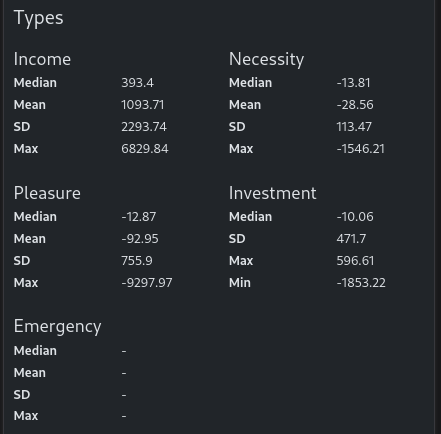 Types
Income
Median 393.4
Mean 1093.71
SD 2293.74
Max 6829.84
Necessity
Median -13.81
Mean -28.56
SD 113.47
Max -1546.21
Pleasure
Median -12.87
Mean -92.95
SD 755.9
Max -9297.97
Investment
Median -10.06
SD 471.7
Max 596.61
Min -1853.22
Emergency
Median -
Mean -
SD -
Max -